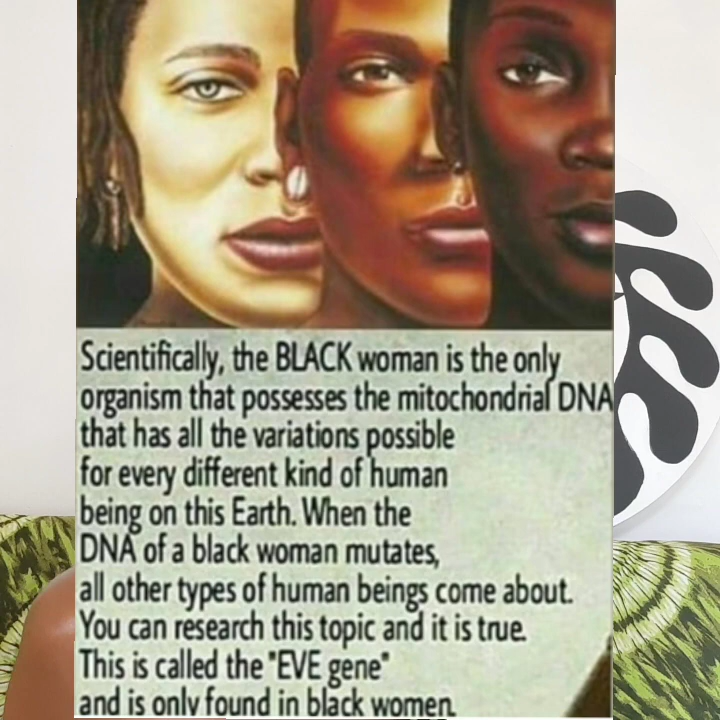 Scientifically, the BLACK woman is the only
organism that possesses the mitochondrial DNA
that has all the variations possible
for every different kind of human
being on this Earth. When the
DNA of a black woman mutates,
all other types of human beings come about.
You can research this topic and it is true.
This is called the "EVE gene"
and is only found in black women.